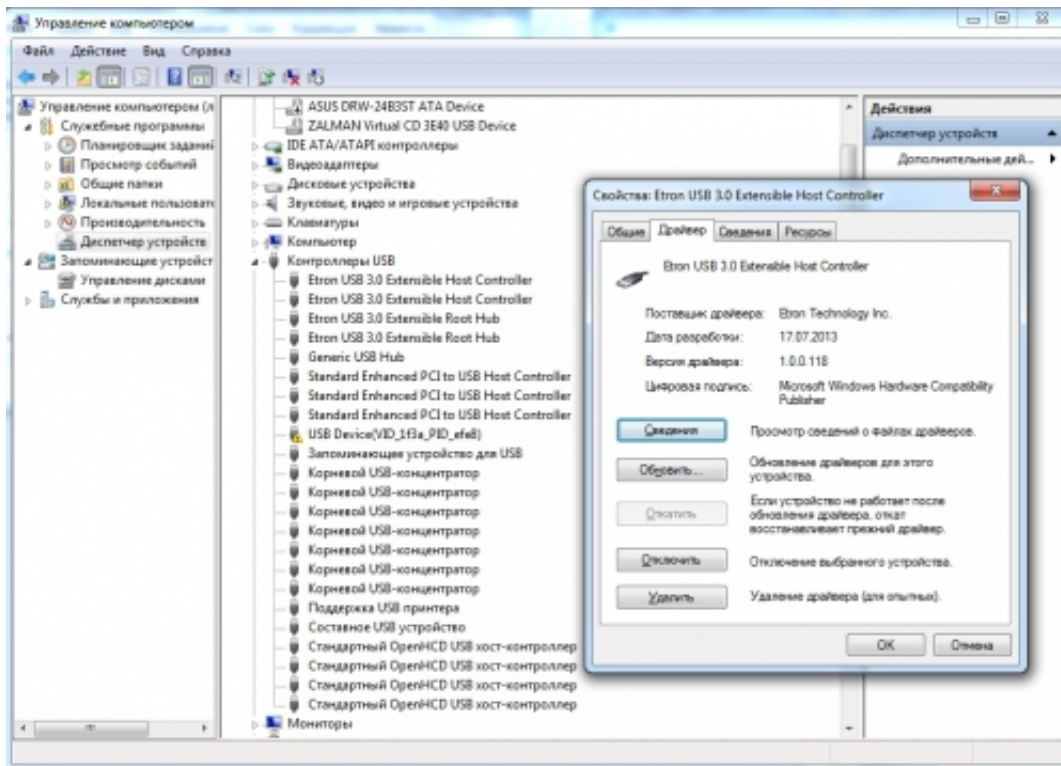 Управление компьютером
Файл Действие Вид Справка
Управление компьютером (л
Служебные программы
Планировщик заданий
Просмотр событий
Общие папки
Локальные пользовате
Производительность
Диспетчер устройств
Запоминающие устройст
Управление дисками
Службы и приложения
ASUS DRW-24B3ST ATA Device
ZALMAN Virtual CD 3E40 USB Device
IDE ATA/ATAPI контроллеры
Видеоадаптеры
Дисковые устройства
Звуковые, видео и игровые устройства
Клавиатуры
Компьютер
Контроллеры USB
Etron USB 3.0 Extensible Host Controller
Etron USB 3.0 Extensible Host Controller
Etron USB 3.0 Extensible Root Hub
Etron USB 3.0 Extensible Root Hub
Generic USB Hub
Standard Enhanced PCI to USB Host Controller
Standard Enhanced PCI to USB Host Controller
Standard Enhanced PCI to USB Host Controller
USB Device(VID_1f3a_PID_efe8)
Запоминающее устройство для USB
Корневой USB-концентратор
Корневой USB-концентратор
Корневой USB-концентратор
Корневой USB-концентратор
Корневой USB-концентратор
Корневой USB-концентратор
Корневой USB-концентратор
Поддержка USB принтера
Составное USB устройство
Стандартный OpenHCD USB хост-контроллер
Стандартный OpenHCD USB хост-контроллер
Стандартный OpenHCD USB хост-контроллер
Стандартный OpenHCD USB хост-контроллер
Мониторы
Действия
Диспетчер устройств
Дополнительные дей...
Свойства: Etron USB 3.0 Extensible Host Controller
Общие Драйвер Сведения Ресурсы
Etron USB 3.0 Extensible Host Controller
Поставщик драйвера: Etron Technology Inc.
Дата разработки: 17.07.2013
Версия драйвера: 1.0.0.118
Цифровая подпись: Microsoft Windows Hardware Compatibility
Publisher
Сведения Просмотр сведений о файлах драйверов.
Обновить... Обновление драйверов для этого
устройства.
Откатить Если устройство не работает после
обновления драйвера, откат
восстанавливает прежний драйвер.
Отключить Отключение выбранного устройства.
Удалить Удаление драйвера (для опытных).
OK Отмена